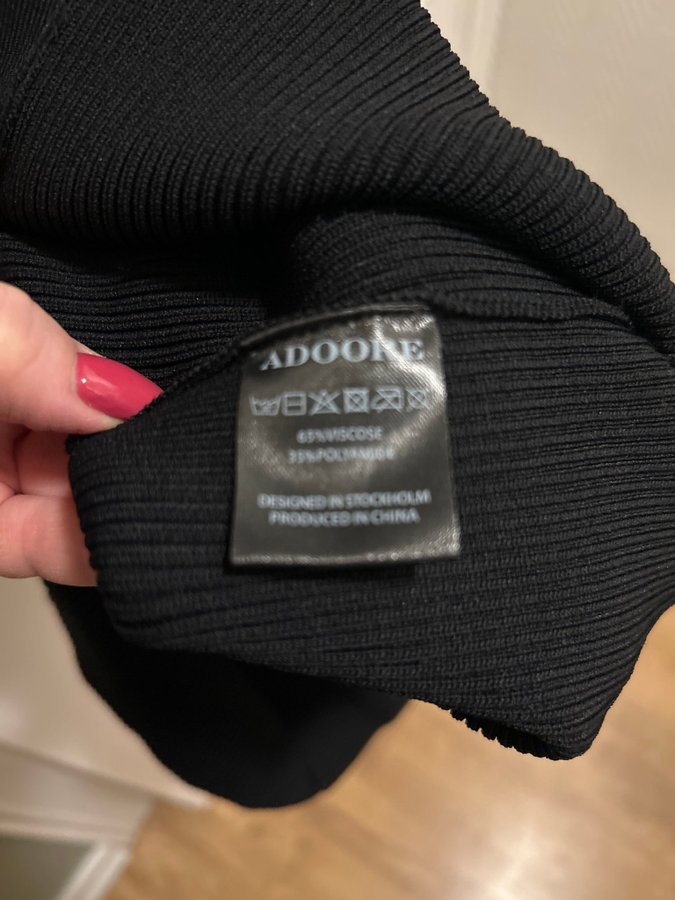 ADOORE
65% VISCOSE
35% POLYAMIDE
DESIGNED IN STOCKHOLM
PRODUCED IN CHINA